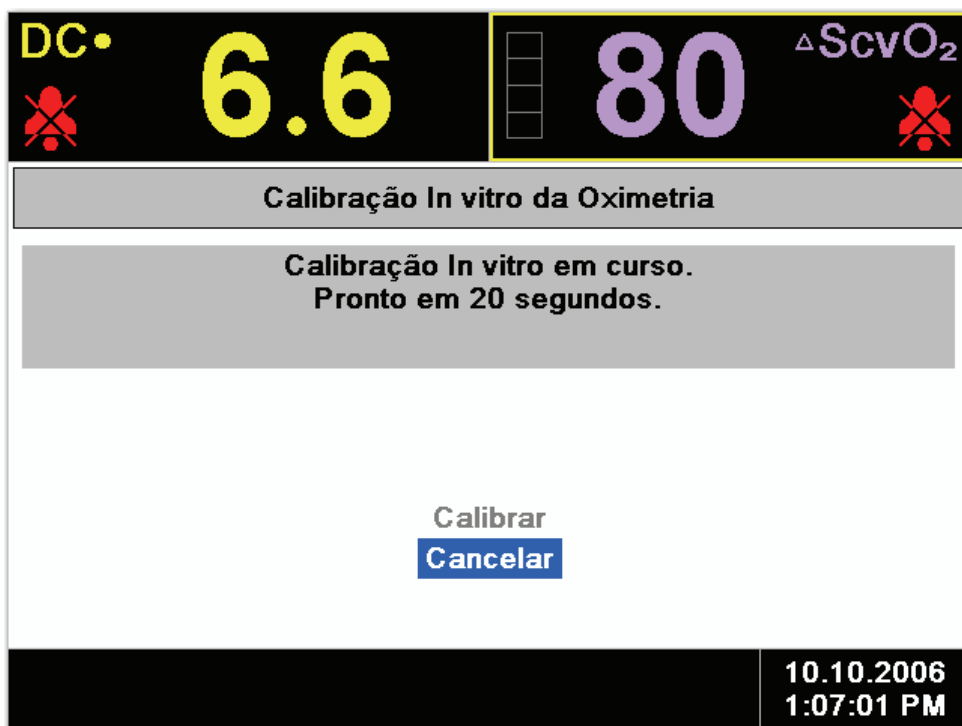 DC•
6.6
80
△ScvO₂
Calibração In vitro da Oximetria
Calibração In vitro em curso.
Pronto em 20 segundos.
Calibrar
Cancelar
10.10.2006
1:07:01 PM